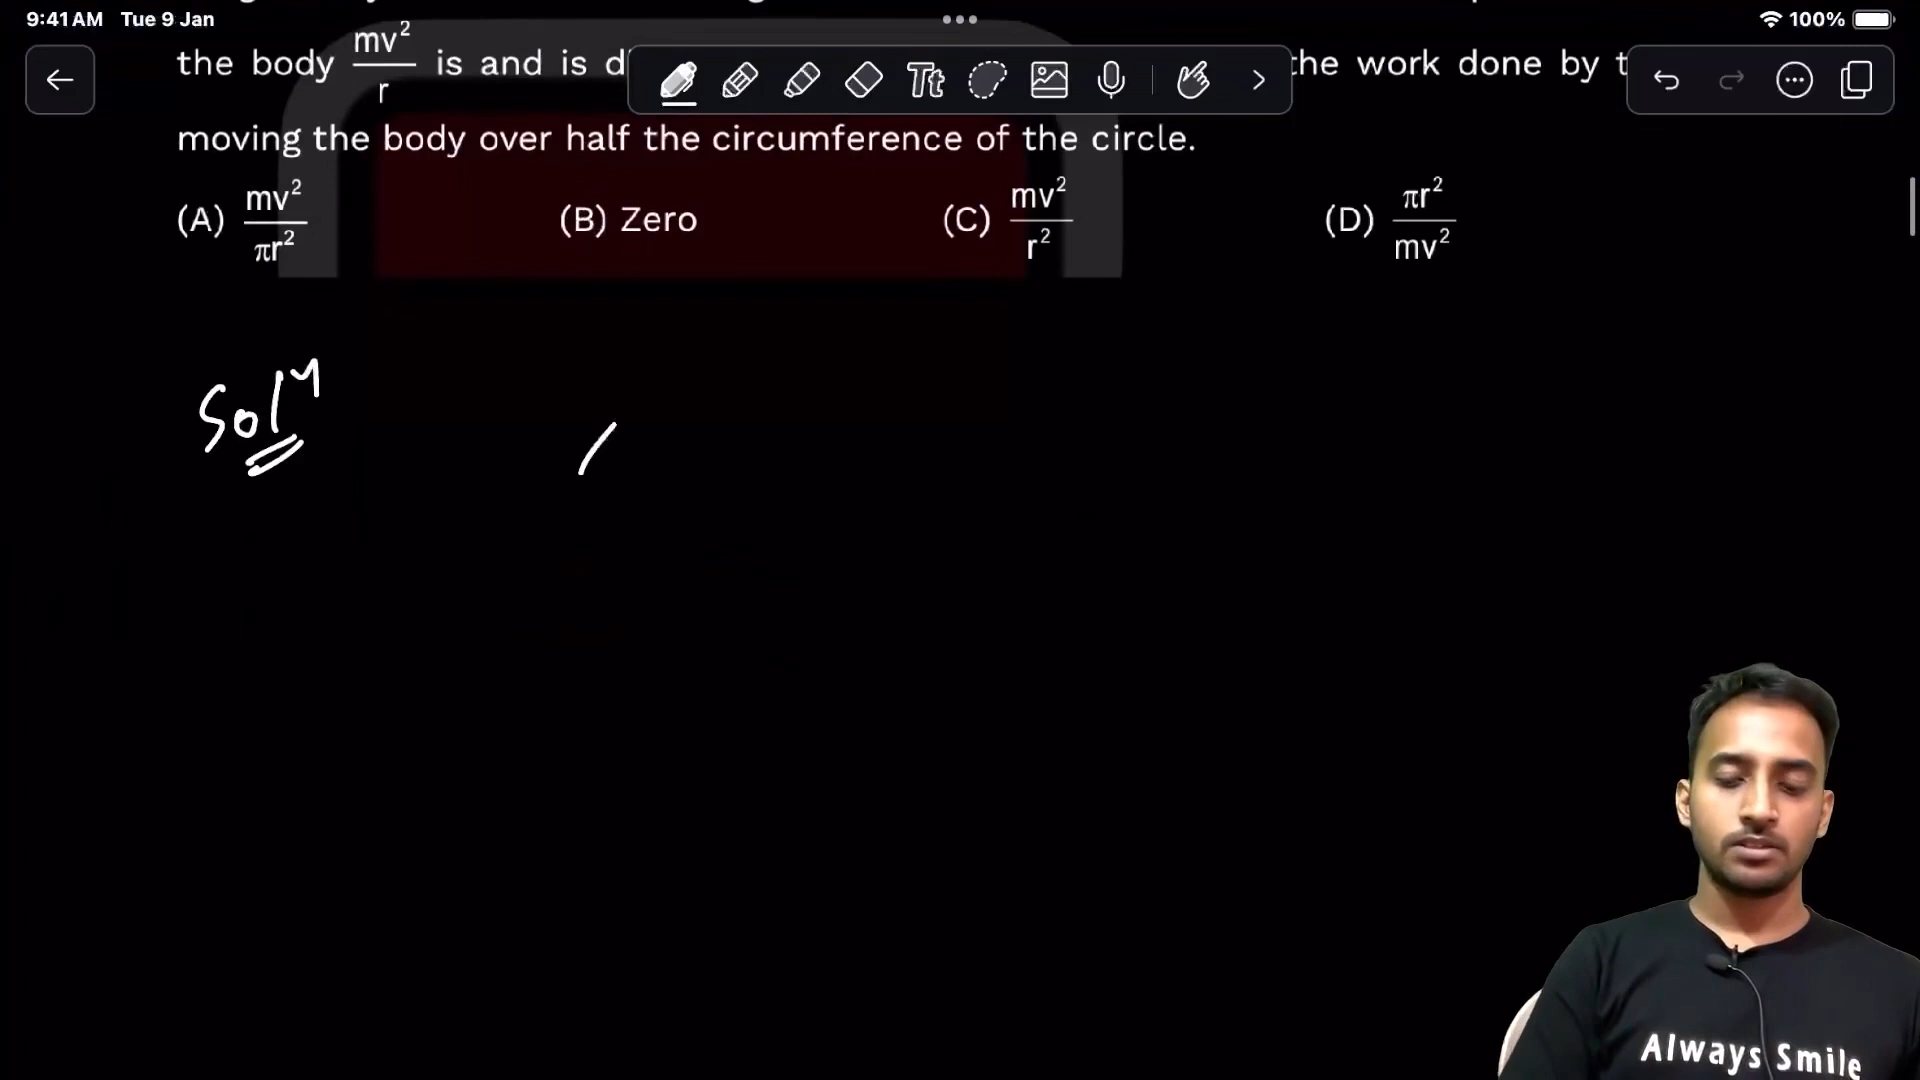 9:41 AM Tue 9 Jan
100%
the body mv²/r is and is d
the work done by t
moving the body over half the circumference of the circle.
(A) mv²/πr² (B) Zero (C) mv²/r² (D) πr²/mv²
Solⁿ
Tt
Always Smile